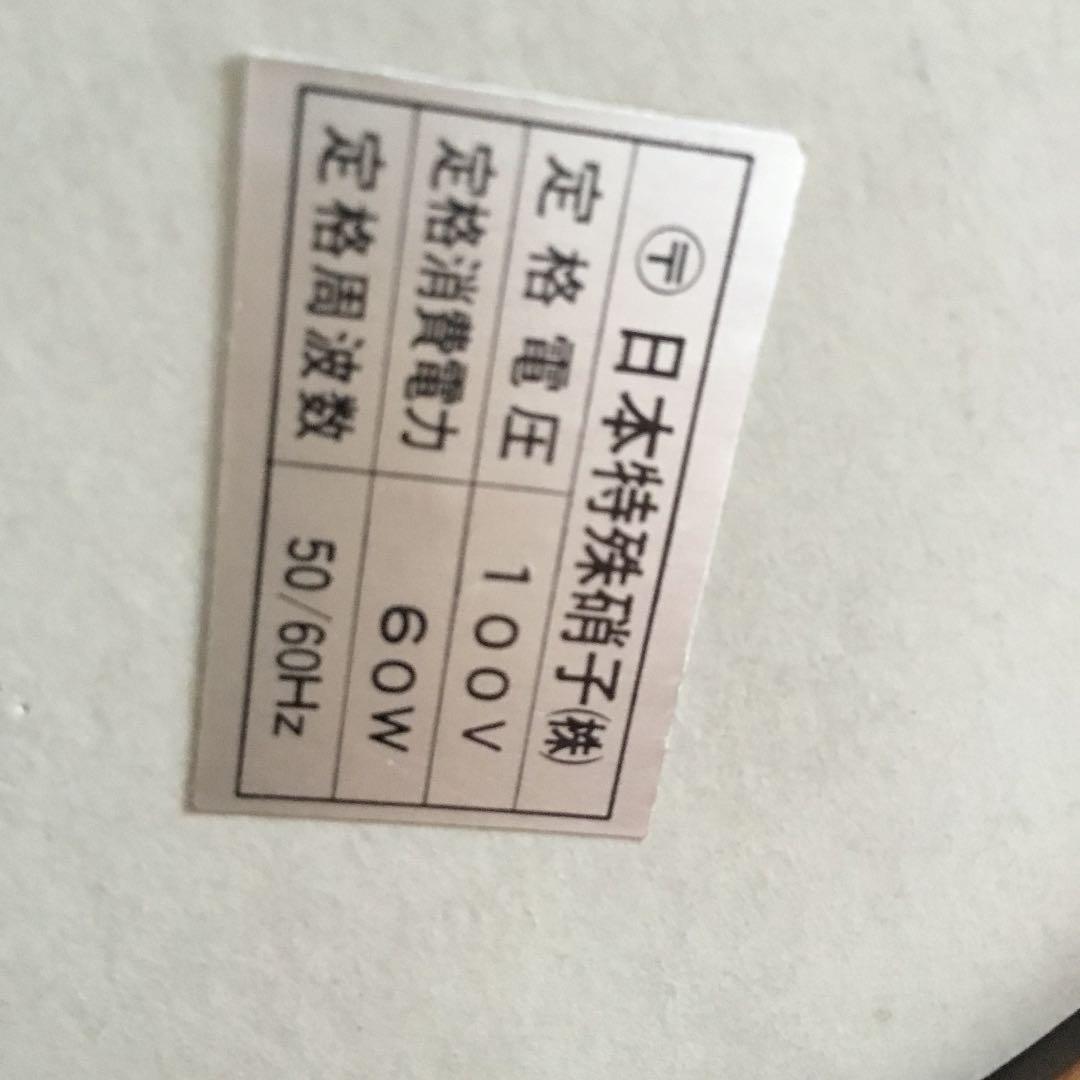 〶 日本特殊硝子(株)
定格電圧 100V
定格消費電力 60W
定格周波数 50/60Hz